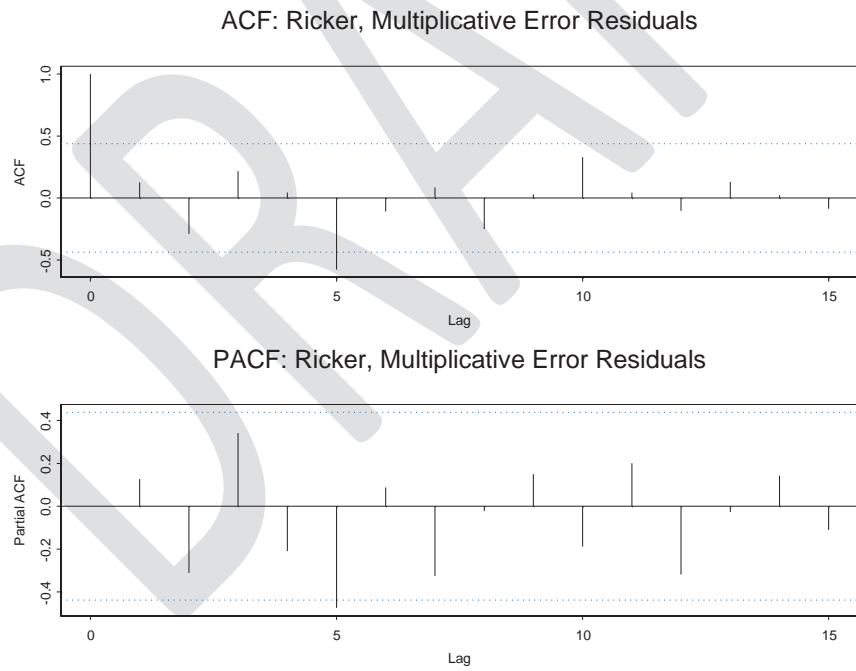 ACF: Ricker, Multiplicative Error Residuals
1.0
0.5
0.0
-0.5
ACF
0 5 10 15
Lag
PACF: Ricker, Multiplicative Error Residuals
0.4
0.2
0.0
-0.2
-0.4
Partial ACF
0 5 10 15
Lag
DRA